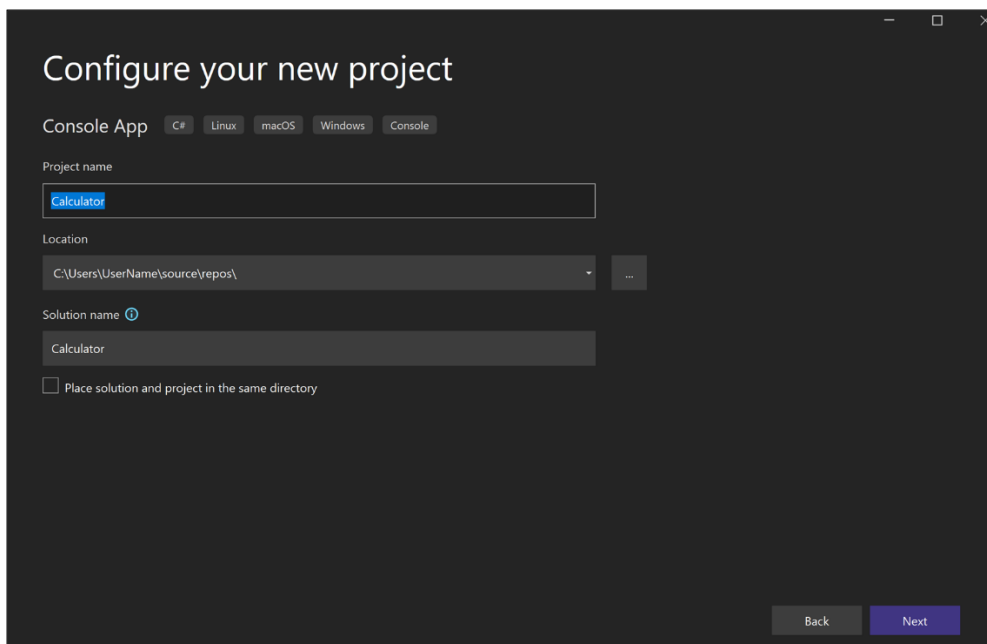 Configure your new project
Console App C# Linux macOS Windows Console
Project name
Calculator
Location
C:\Users\UserName\source\repos\
...
Solution name
Calculator
Place solution and project in the same directory
Back Next